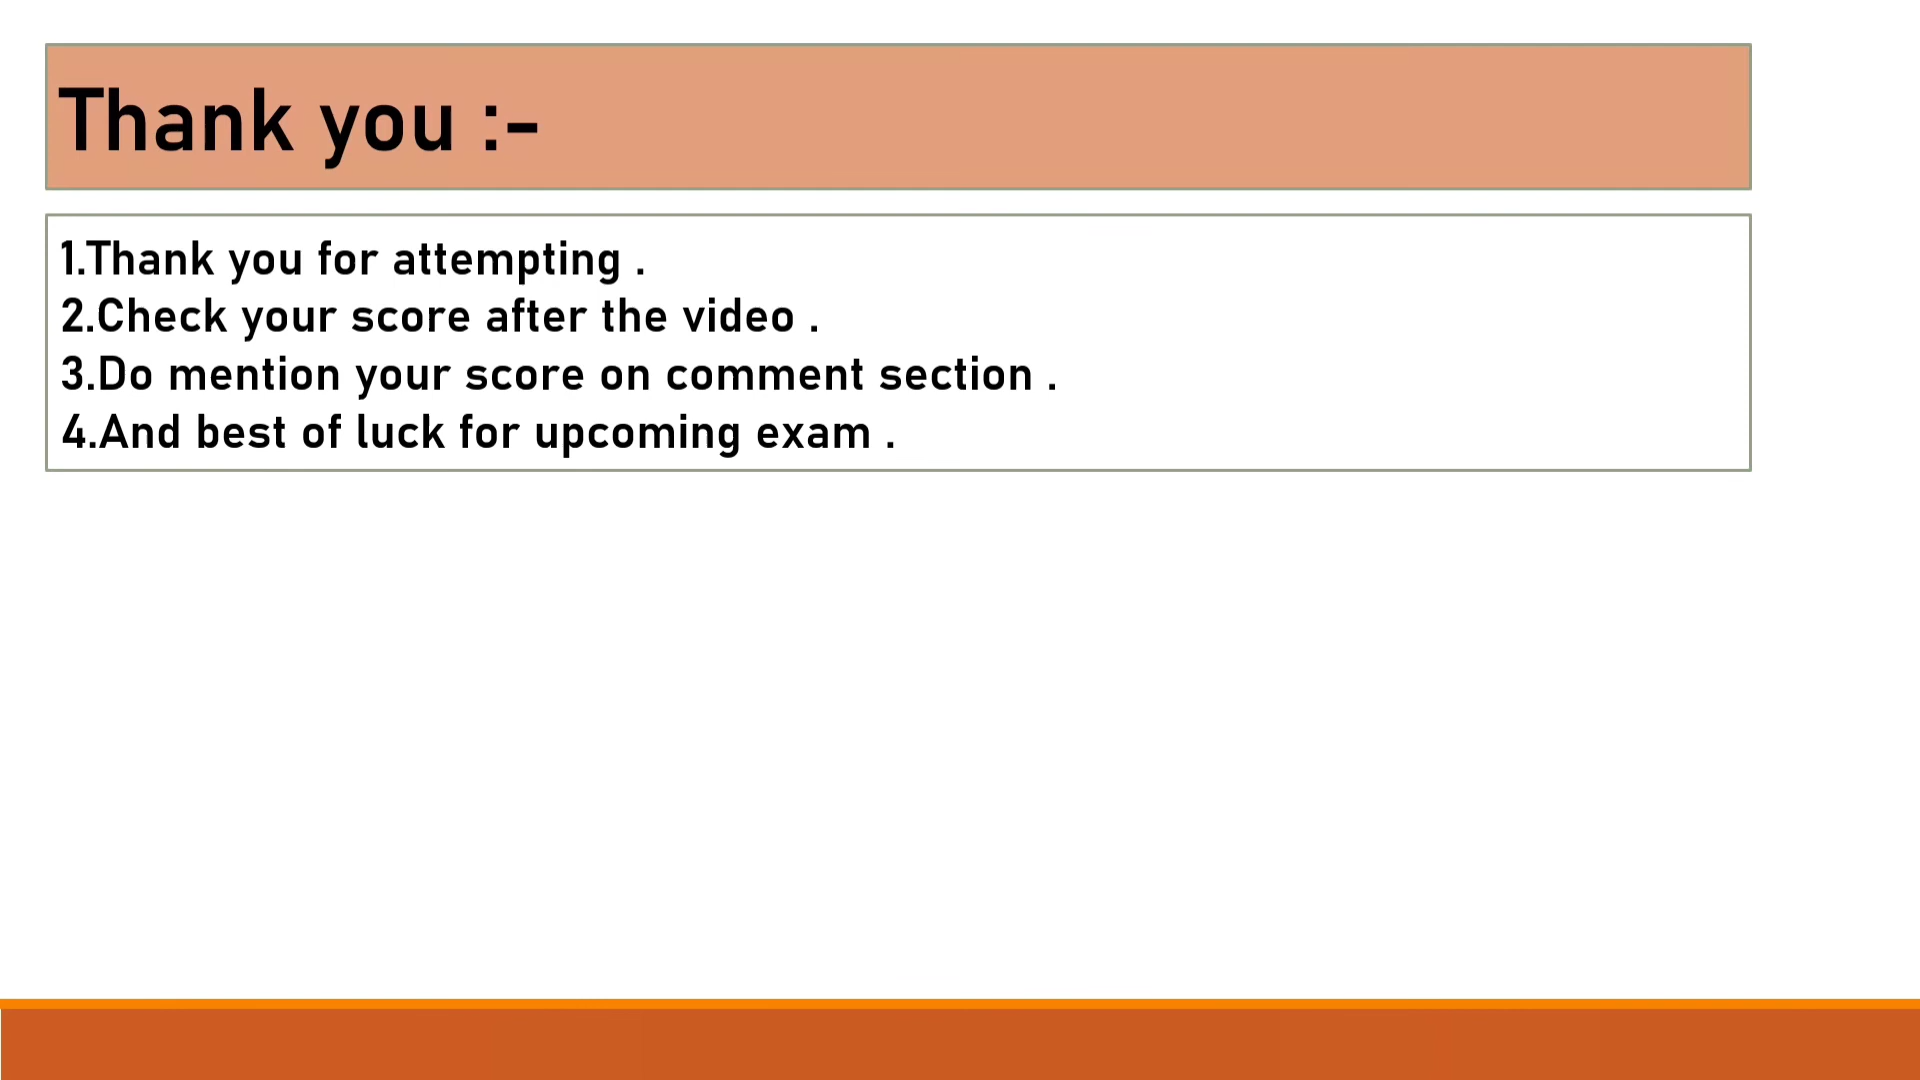 Thank you :-
1.Thank you for attempting .
2.Check your score after the video .
3.Do mention your score on comment section .
4.And best of luck for upcoming exam .